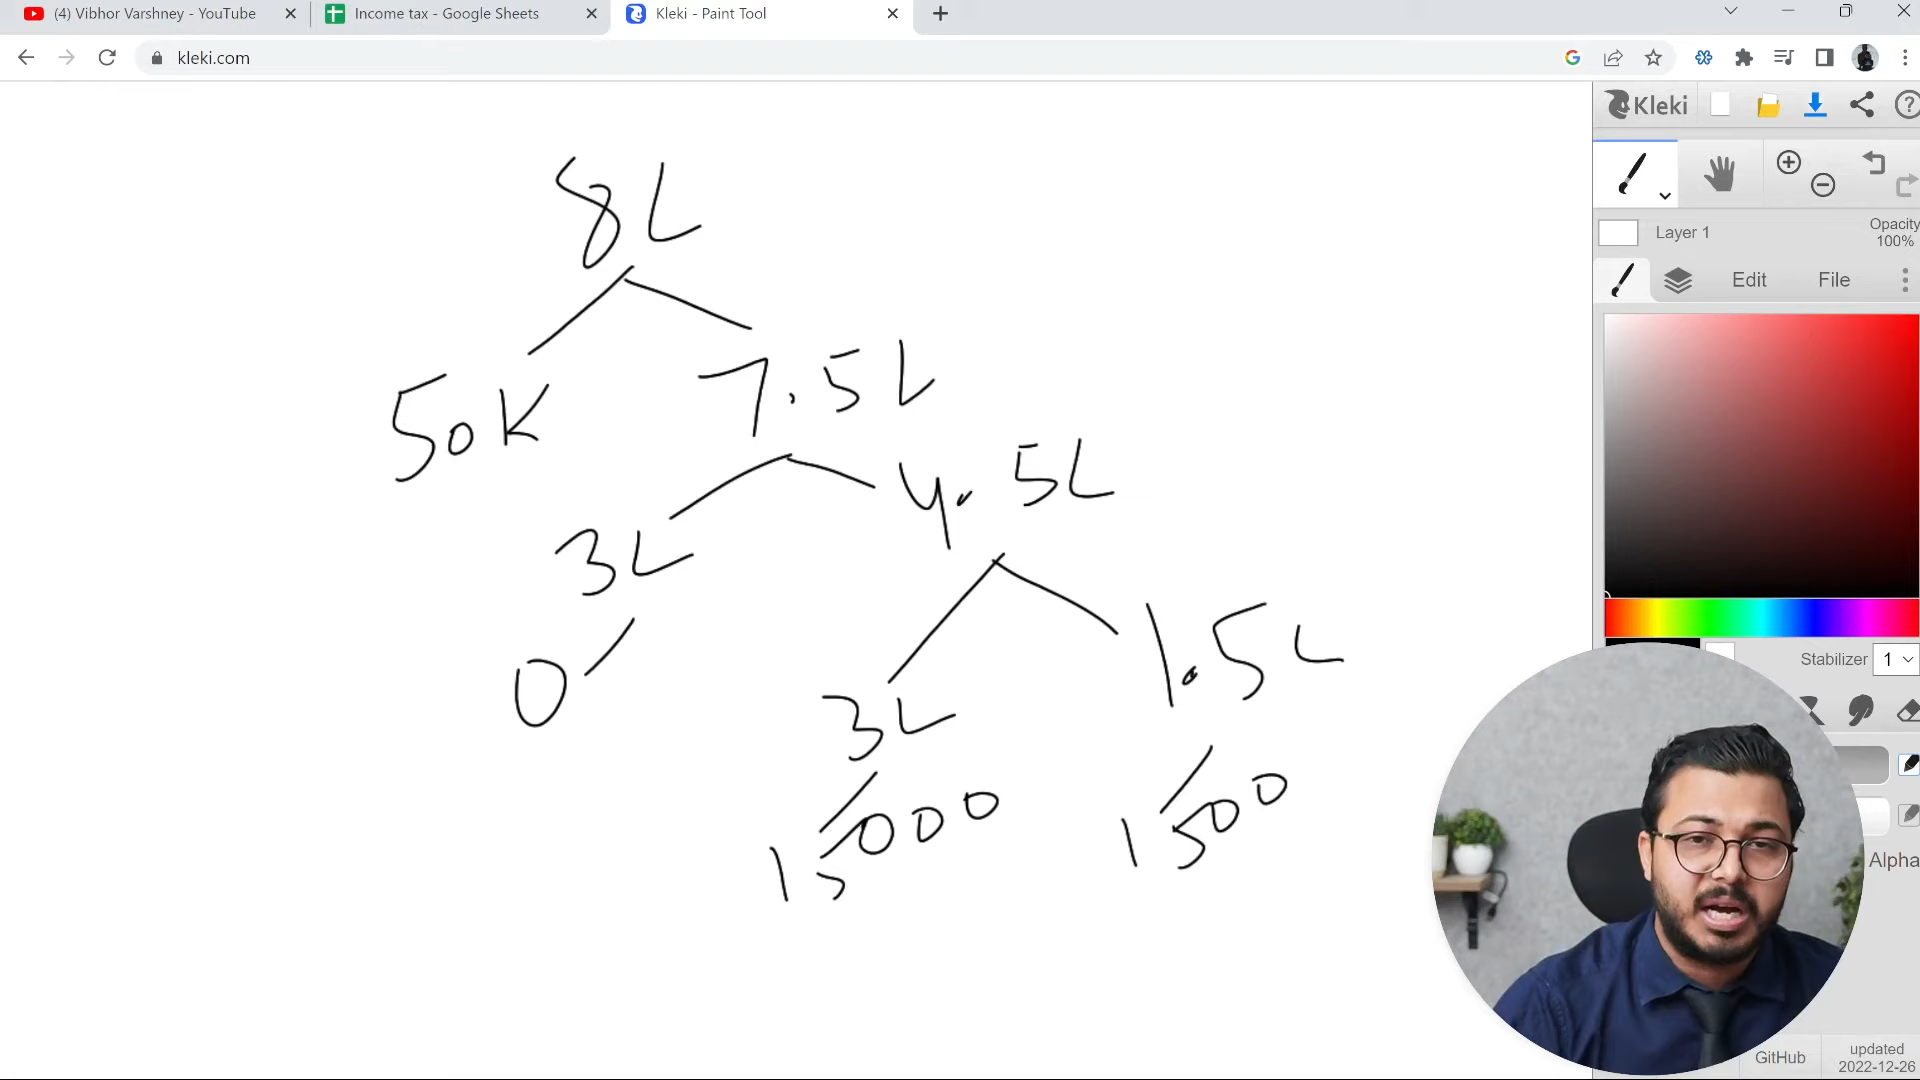 (4) Vibhor Varshney - YouTube
Income tax - Google Sheets
Kleki - Paint Tool
kleki.com
Kleki
Layer 1
Opacity
100%
Edit
File
Stabilizer
1
Alpha
GitHub
updated
2022-12-26
8L
50K
7.5L
3L
4.5L
0
3L
1.5L
15000
1500